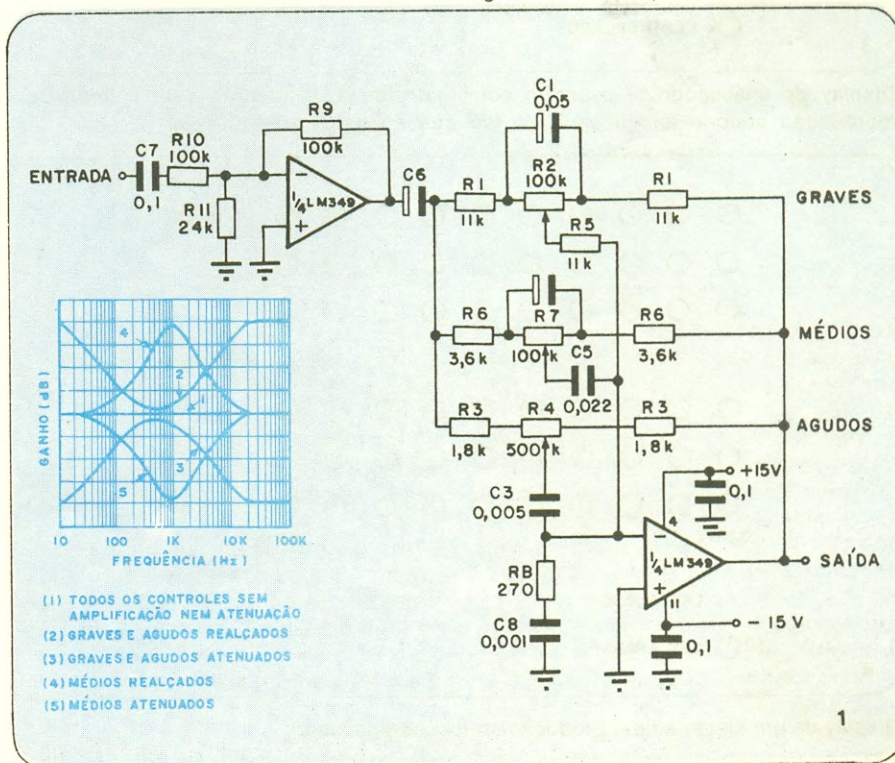 C1
0,05
R9
100k
R10
100k
C7
ENTRADA
0,1
R11
24k
−
+
1/4 LM349
C6
R1
11k
R2
100k
R1
11k
GRAVES
R5
11k
R6
3,6k
R7
100k
R6
3,6k
MÉDIOS
C5
0,022
R3
1,8k
R4
500k
R3
1,8k
AGUDOS
C3
0,005
+15V
0,1
4
−
+
1/4 LM349
SAÍDA
RB
270
11
C8
0,001
− 15 V
0,1
GANHO (dB)
4
2
1
3
5
10 100 1K 10K 100K
FREQUÊNCIA (Hz)
(1) TODOS OS CONTROLES SEM
AMPLIFICAÇÃO NEM ATENUAÇÃO
(2) GRAVES E AGUDOS REALÇADOS
(3) GRAVES E AGUDOS ATENUADOS
(4) MÉDIOS REALÇADOS
(5) MÉDIOS ATENUADOS
1